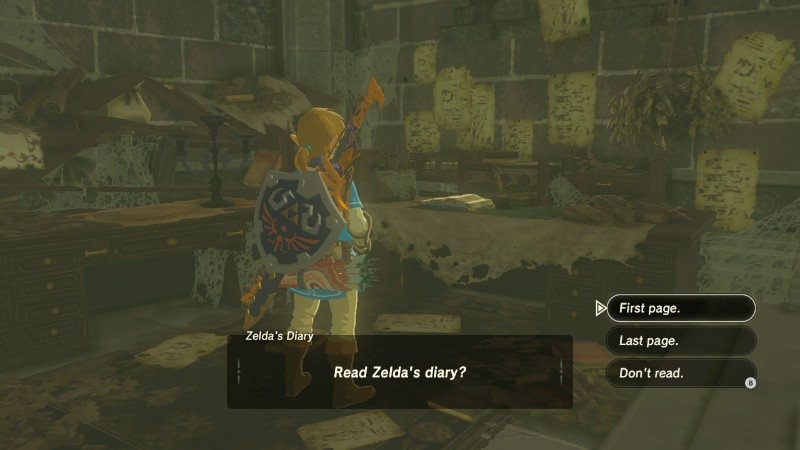 First page.
Last page.
Zelda's Diary
Read Zelda's diary?
Don't read.
B